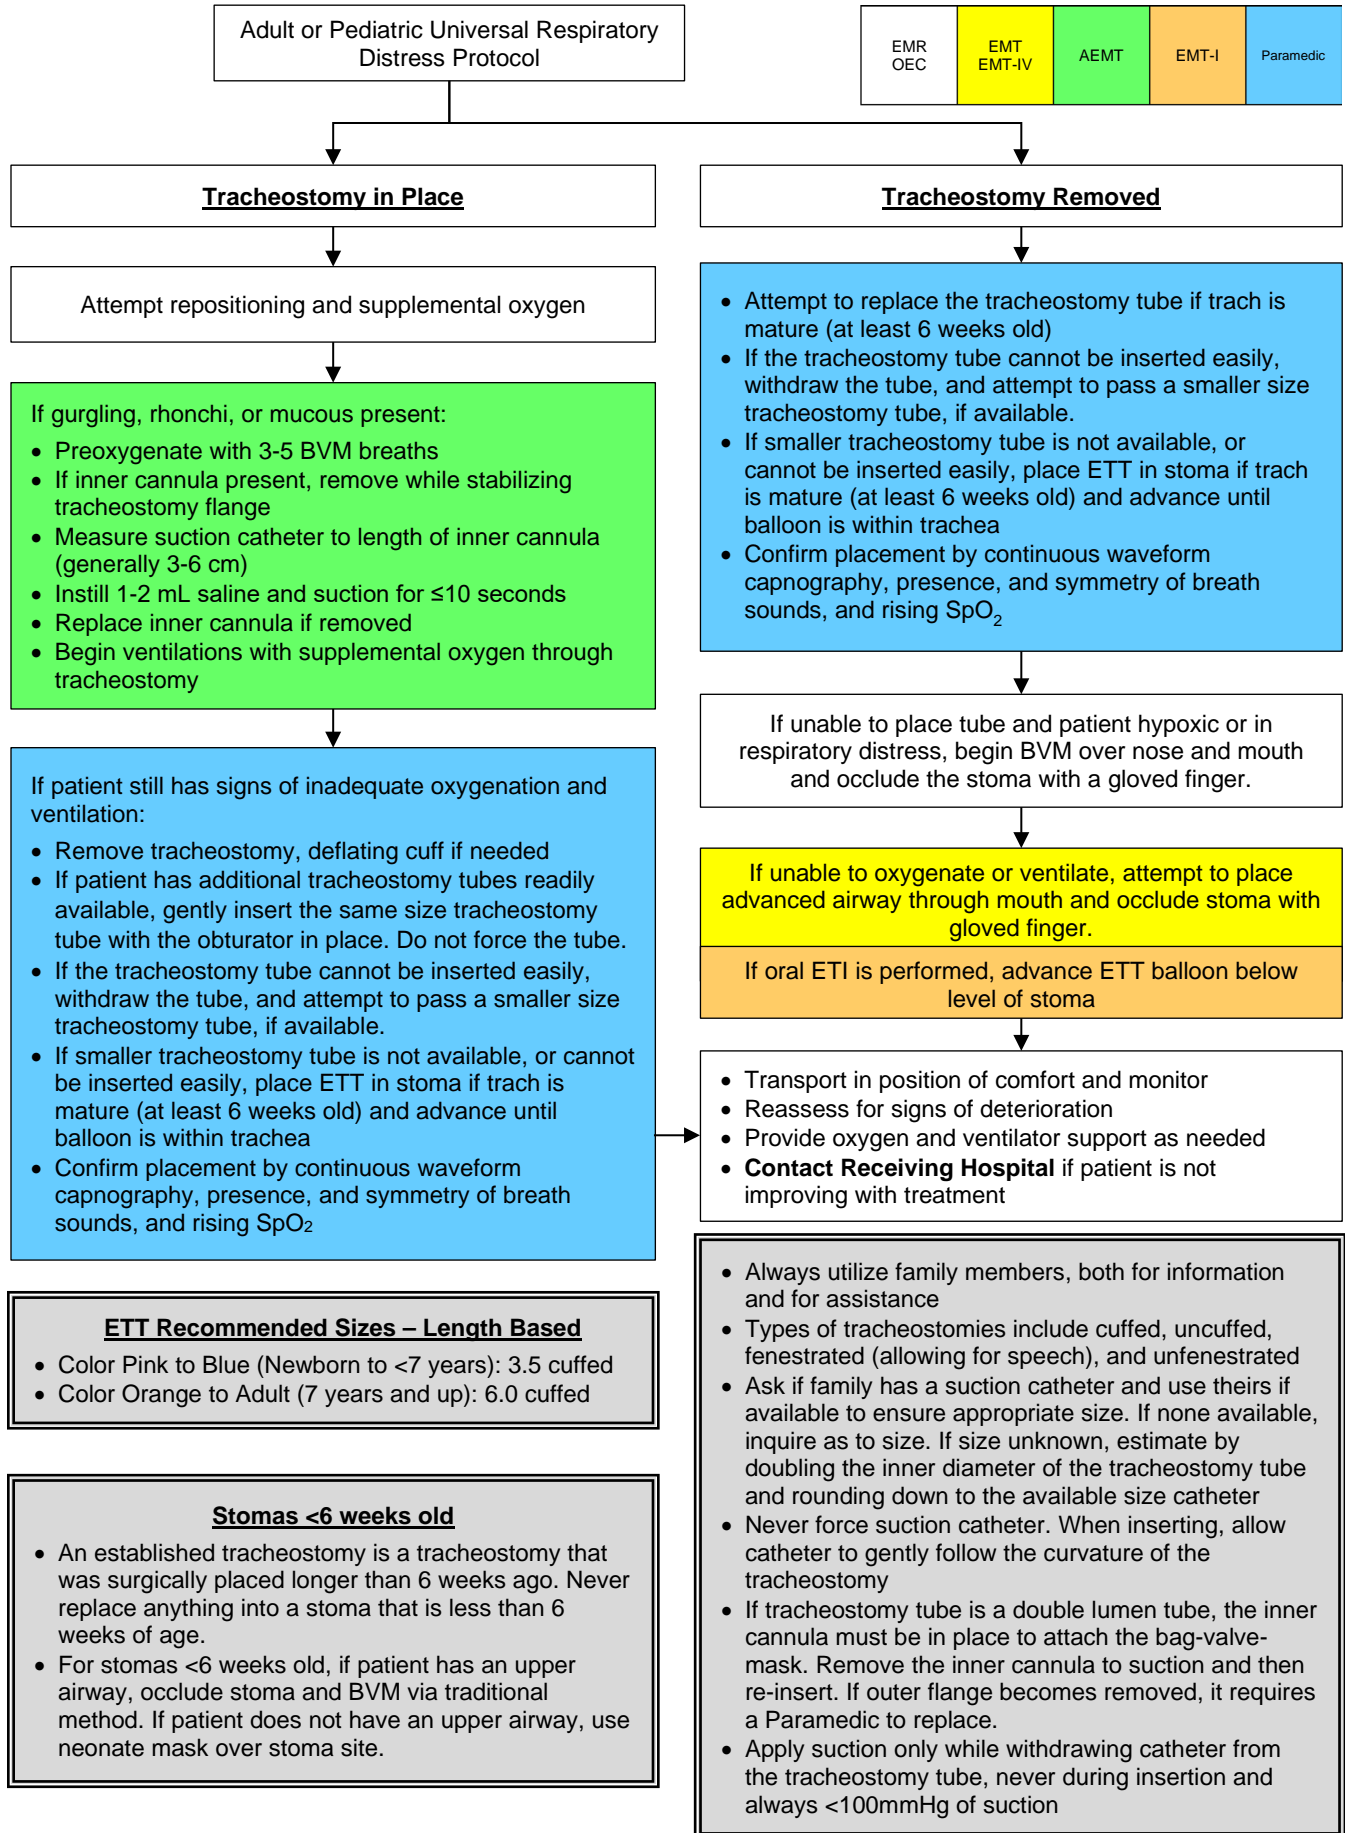 Adult or Pediatric Universal Respiratory
Distress Protocol
EMR
OEC
EMT
EMT-IV
AEMT
EMT-I
Paramedic
Tracheostomy in Place
Attempt repositioning and supplemental oxygen
If gurgling, rhonchi, or mucous present:
• Preoxygenate with 3-5 BVM breaths
• If inner cannula present, remove while stabilizing
tracheostomy flange
• Measure suction catheter to length of inner cannula
(generally 3-6 cm)
• Instill 1-2 mL saline and suction for ≤10 seconds
• Replace inner cannula if removed
• Begin ventilations with supplemental oxygen through
tracheostomy
If patient still has signs of inadequate oxygenation and
ventilation:
• Remove tracheostomy, deflating cuff if needed
• If patient has additional tracheostomy tubes readily
available, gently insert the same size tracheostomy
tube with the obturator in place. Do not force the tube.
• If the tracheostomy tube cannot be inserted easily,
withdraw the tube, and attempt to pass a smaller size
tracheostomy tube, if available.
• If smaller tracheostomy tube is not available, or cannot
be inserted easily, place ETT in stoma if trach is
mature (at least 6 weeks old) and advance until
balloon is within trachea
• Confirm placement by continuous waveform
capnography, presence, and symmetry of breath
sounds, and rising SpO2
Tracheostomy Removed
• Attempt to replace the tracheostomy tube if trach is
mature (at least 6 weeks old)
• If the tracheostomy tube cannot be inserted easily,
withdraw the tube, and attempt to pass a smaller size
tracheostomy tube, if available.
• If smaller tracheostomy tube is not available, or
cannot be inserted easily, place ETT in stoma if trach
is mature (at least 6 weeks old) and advance until
balloon is within trachea
• Confirm placement by continuous waveform
capnography, presence, and symmetry of breath
sounds, and rising SpO2
If unable to place tube and patient hypoxic or in
respiratory distress, begin BVM over nose and mouth
and occlude the stoma with a gloved finger.
If unable to oxygenate or ventilate, attempt to place
advanced airway through mouth and occlude stoma with
gloved finger.
If oral ETI is performed, advance ETT balloon below
level of stoma
• Transport in position of comfort and monitor
• Reassess for signs of deterioration
• Provide oxygen and ventilator support as needed
• Contact Receiving Hospital if patient is not
improving with treatment
ETT Recommended Sizes – Length Based
• Color Pink to Blue (Newborn to <7 years): 3.5 cuffed
• Color Orange to Adult (7 years and up): 6.0 cuffed
Stomas <6 weeks old
• An established tracheostomy is a tracheostomy that
was surgically placed longer than 6 weeks ago. Never
replace anything into a stoma that is less than 6
weeks of age.
• For stomas <6 weeks old, if patient has an upper
airway, occlude stoma and BVM via traditional
method. If patient does not have an upper airway, use
neonate mask over stoma site.
• Always utilize family members, both for information
and for assistance
• Types of tracheostomies include cuffed, uncuffed,
fenestrated (allowing for speech), and unfenestrated
• Ask if family has a suction catheter and use theirs if
available to ensure appropriate size. If none available,
inquire as to size. If size unknown, estimate by
doubling the inner diameter of the tracheostomy tube
and rounding down to the available size catheter
• Never force suction catheter. When inserting, allow
catheter to gently follow the curvature of the
tracheostomy
• If tracheostomy tube is a double lumen tube, the inner
cannula must be in place to attach the bag-valve-
mask. Remove the inner cannula to suction and then
re-insert. If outer flange becomes removed, it requires
a Paramedic to replace.
• Apply suction only while withdrawing catheter from
the tracheostomy tube, never during insertion and
always <100mmHg of suction